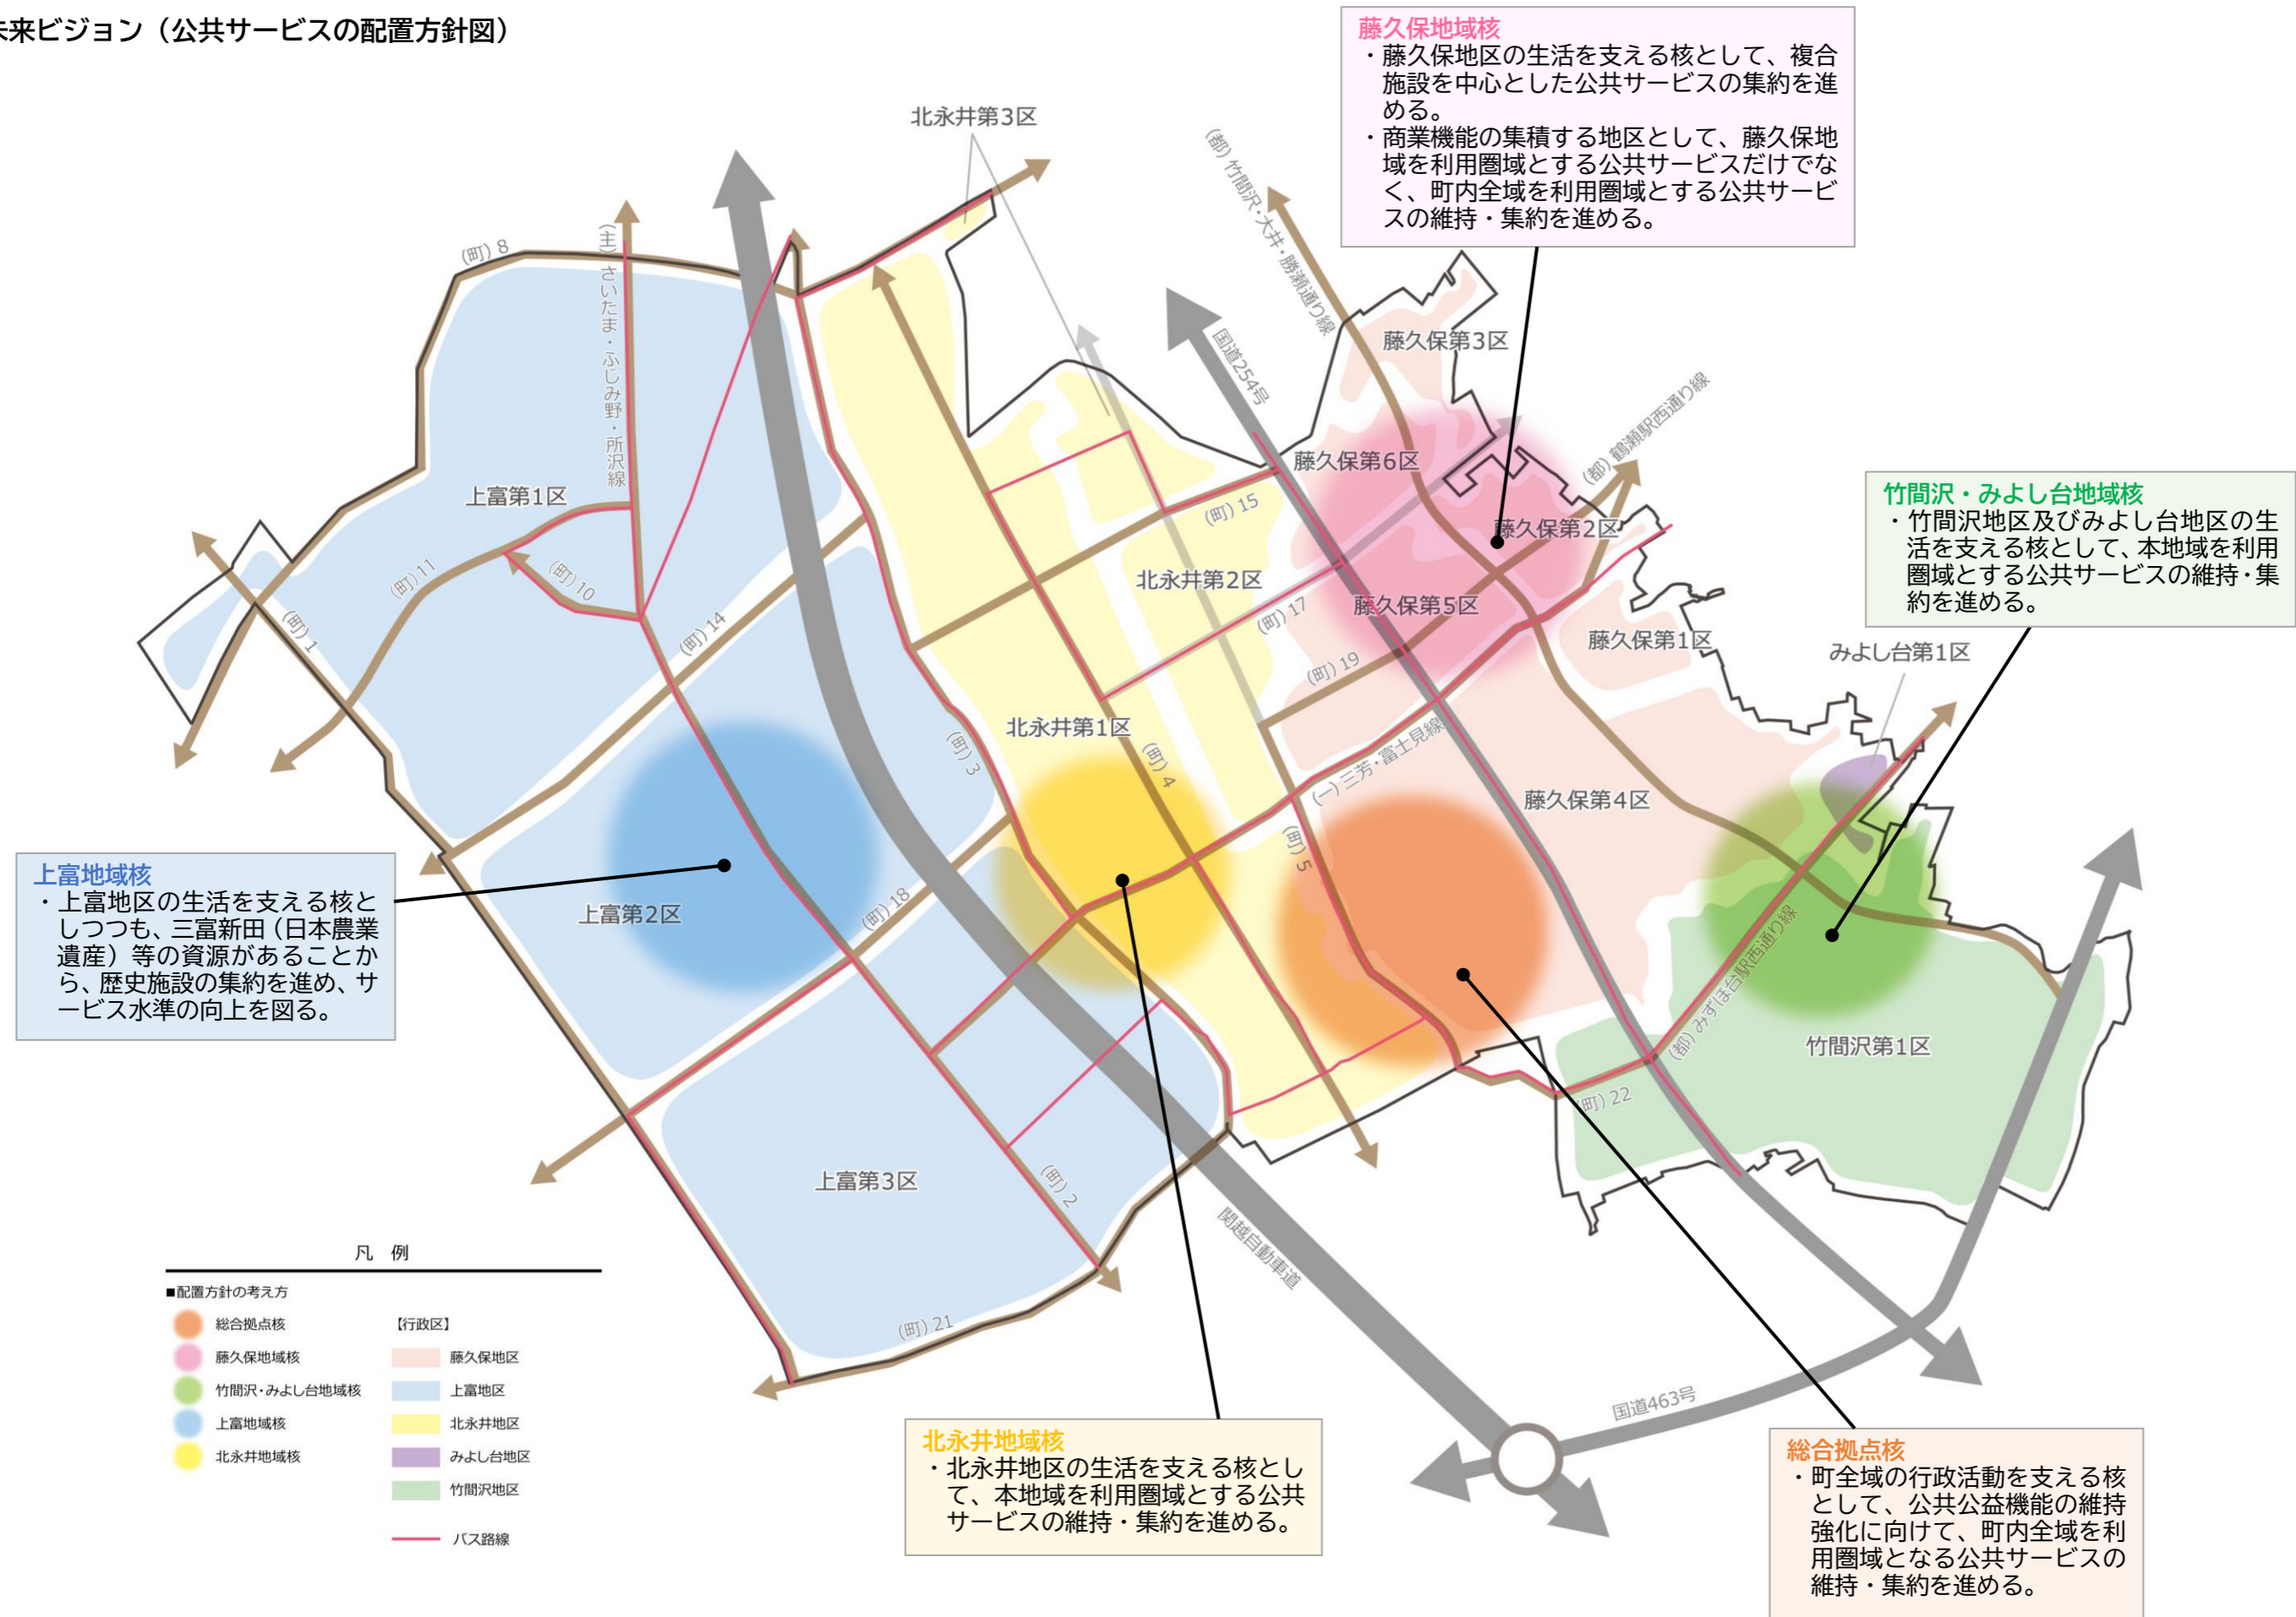 来ビジョン（公共サービスの配置方針図）
藤久保地域核
・藤久保地区の生活を支える核として、複合
施設を中心とした公共サービスの集約を進
める。
・商業機能の集積する地区として、藤久保地
域を利用圏域とする公共サービスだけでな
く、町内全域を利用圏域とする公共サービ
スの維持・集約を進める。
北永井第3区
(都) 竹間沢・大井・勝瀬通り線
(町) 8
(主) さいたま・ふじみ野・所沢線
国道254号
藤久保第3区
(都) 鶴瀬駅西通り線
藤久保第6区
上富第1区
(町) 15
藤久保第2区
竹間沢・みよし台地域核
・竹間沢地区及びみよし台地区の生
活を支える核として、本地域を利用
圏域とする公共サービスの維持・集
約を進める。
(町) 11
(町) 10
北永井第2区
(町) 17
藤久保第5区
(町) 1
(町) 14
藤久保第1区
みよし台第1区
(町) 19
北永井第1区
(町) 3
(町) 4
(一) 三芳・富士見線
藤久保第4区
(町) 5
上富地域核
・上富地区の生活を支える核と
しつつも、三富新田（日本農業
遺産）等の資源があることか
ら、歴史施設の集約を進め、サ
ービス水準の向上を図る。
上富第2区
(町) 18
(都) みずほ台駅西通り線
竹間沢第1区
(町) 22
上富第3区
(町) 2
関越自動車道
(町) 21
国道463号
凡　例
■配置方針の考え方
総合拠点核
藤久保地域核
竹間沢・みよし台地域核
上富地域核
北永井地域核
【行政区】
藤久保地区
上富地区
北永井地区
みよし台地区
竹間沢地区
バス路線
北永井地域核
・北永井地区の生活を支える核とし
て、本地域を利用圏域とする公共
サービスの維持・集約を進める。
総合拠点核
・町全域の行政活動を支える核
として、公共公益機能の維持
強化に向けて、町内全域を利
用圏域となる公共サービスの
維持・集約を進める。